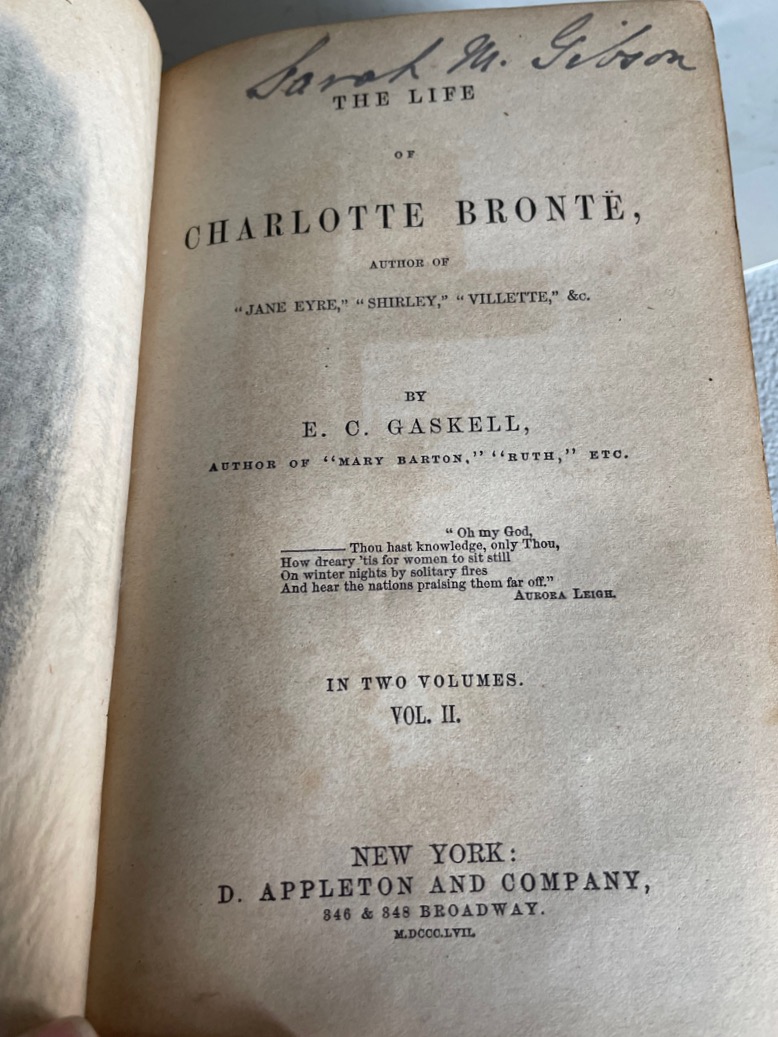 Sarah M. Gibson
THE LIFE
OF
CHARLOTTE BRONTË,
AUTHOR OF
“JANE EYRE,” “SHIRLEY,” “VILLETTE,” &c.
BY
E. C. GASKELL,
AUTHOR OF “MARY BARTON,” “RUTH,” ETC.
“Oh my God,
——— Thou hast knowledge, only Thou,
How dreary 'tis for women to sit still
On winter nights by solitary fires
And hear the nations praising them far off.”
AURORA LEIGH.
IN TWO VOLUMES.
VOL. II.
NEW YORK:
D. APPLETON AND COMPANY,
346 & 348 BROADWAY.
M.DCCC.LVII.